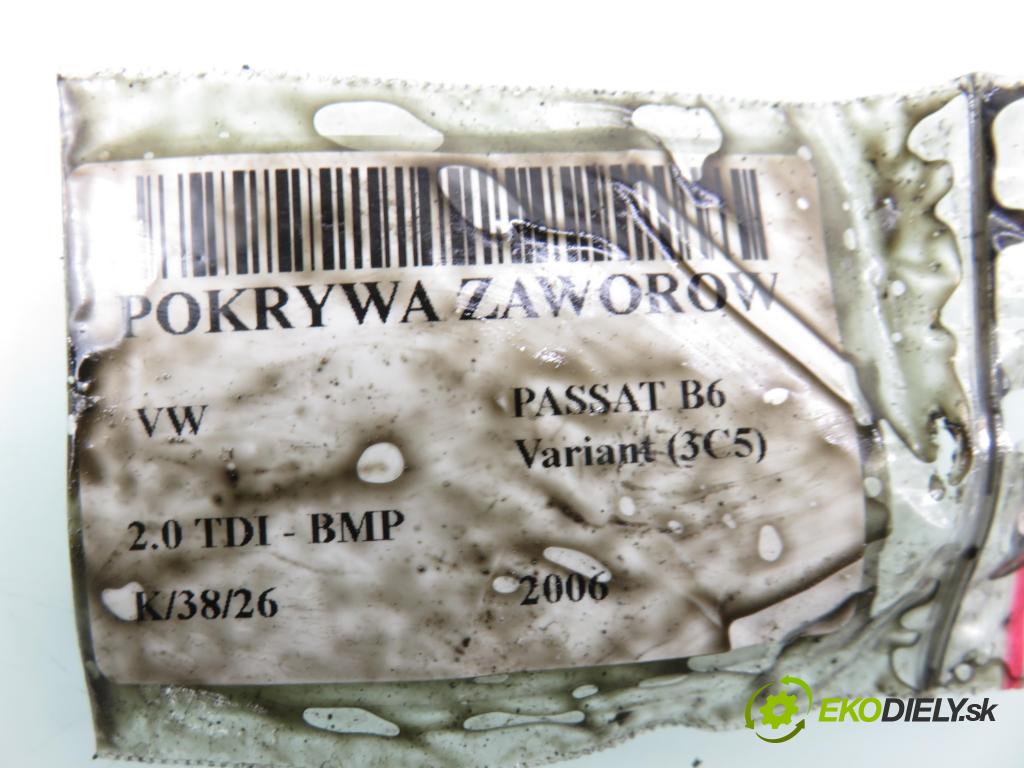 POKRYWA ZAWOROW
VW
PASSAT B6
Variant (3C5)
2.0 TDI - BMP
K/38/26
2006
EKODIELY.sk